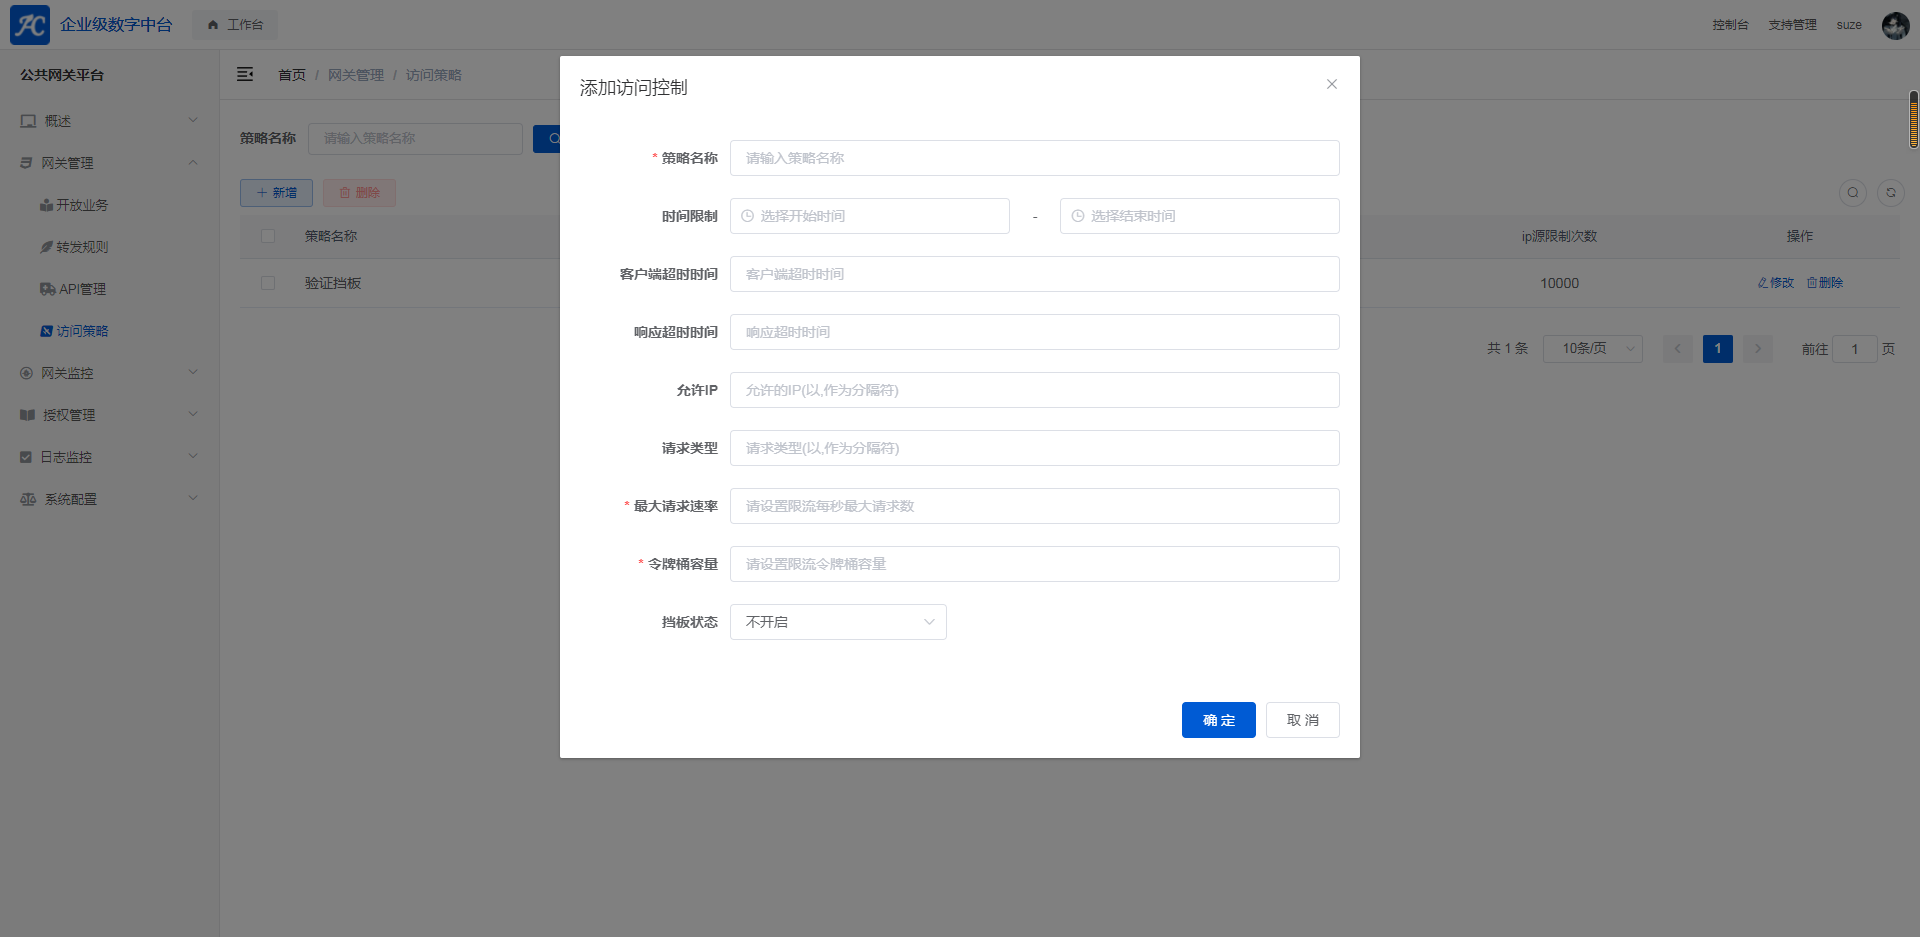 企业级数字中台
工作台
控制台
支持管理
suze
公共网关平台
概述
网关管理
开放业务
转发规则
API管理
访问策略
网关监控
授权管理
日志监控
系统配置
首页 / 网关管理 / 访问策略
策略名称 请输入策略名称
+ 新增
删除
策略名称
ip源限制次数
操作
验证挡板
10000
修改
删除
共 1 条
10条/页
1
前往 1 页
添加访问控制
* 策略名称 请输入策略名称
时间限制 选择开始时间 - 选择结束时间
客户端超时时间 客户端超时时间
响应超时时间 响应超时时间
允许IP 允许的IP(以,作为分隔符)
请求类型 请求类型(以,作为分隔符)
* 最大请求速率 请设置限流每秒最大请求数
* 令牌桶容量 请设置限流令牌桶容量
挡板状态 不开启
确 定
取 消